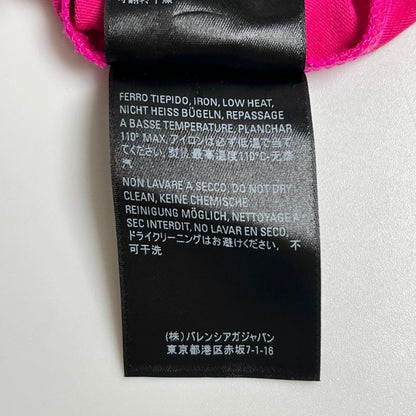 FERRO TIEPIDO, IRON, LOW HEAT,
NICHT HEISS BÜGELN, REPASSAGE
A BASSE TEMPERATURE, PLANCHAR
110° MAX. アイロンは必ず低温で当て
てください, 最高温度110°C-无蒸
汽
NON LAVARE A SECCO, DO NOT DRY
CLEAN, KEINE CHEMISCHE
REINIGUNG MÖGLICH, NETTOYAGE A
SEC INTERDIT, NO LAVAR EN SECO,
ドライクリーニングはお避けください, 不
可干洗
(株) バレンシアガジャパン
東京都港区赤坂7-1-16